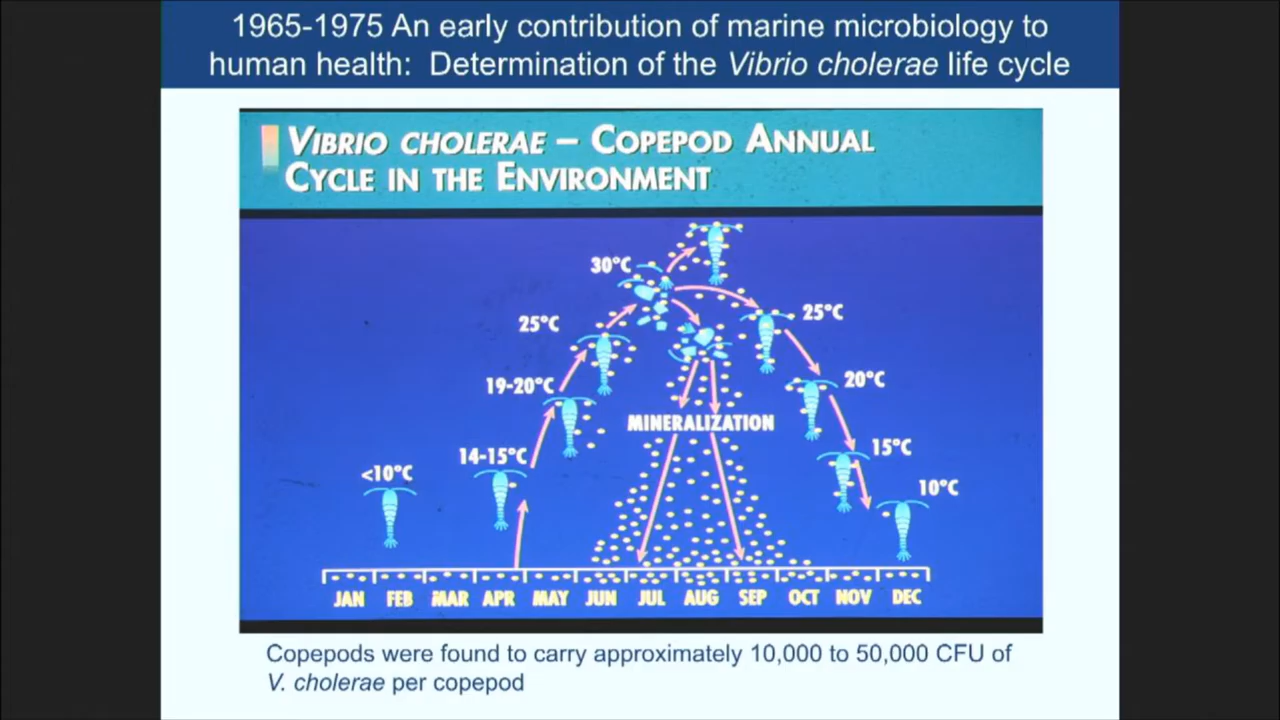 1965-1975 An early contribution of marine microbiology to
human health: Determination of the Vibrio cholerae life cycle
VIBRIO CHOLERAE – COPEPOD ANNUAL
CYCLE IN THE ENVIRONMENT
30°C
25°C
25°C
19-20°C
20°C
MINERALIZATION
14-15°C
15°C
<10°C
10°C
JAN FEB MAR APR MAY JUN JUL AUG SEP OCT NOV DEC
Copepods were found to carry approximately 10,000 to 50,000 CFU of
V. cholerae per copepod